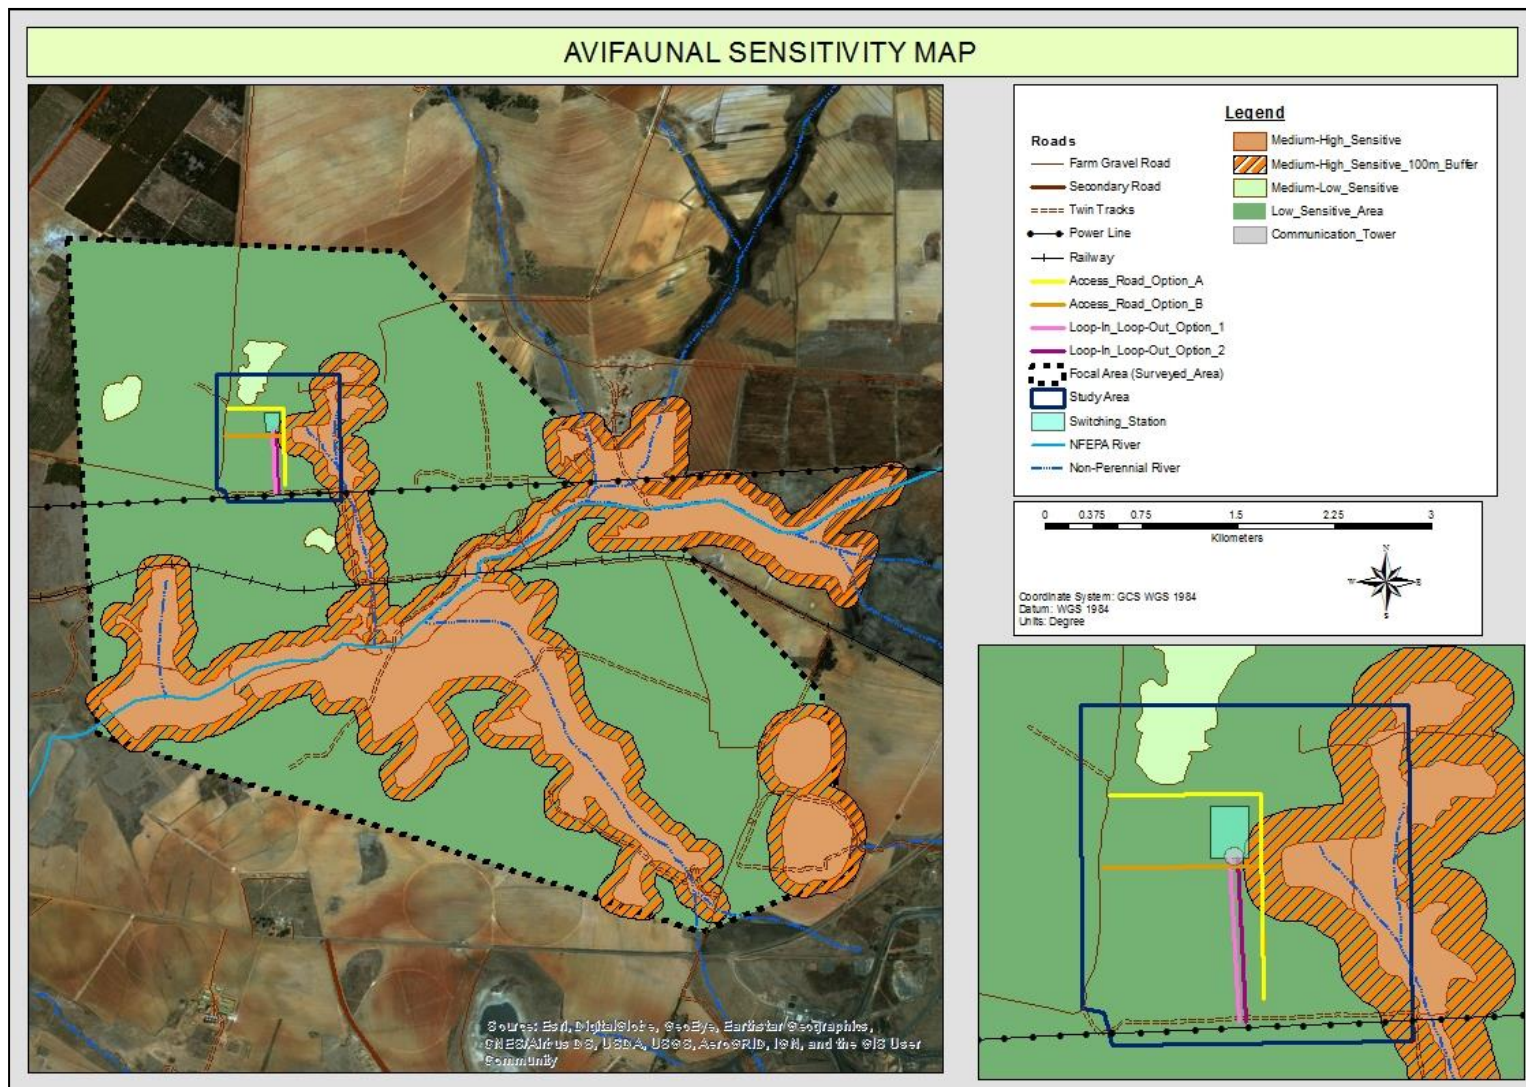 AVIFAUNAL SENSITIVITY MAP
Legend
Roads
Farm Gravel Road
Secondary Road
Twin Tracks
Power Line
Railway
Access_Road_Option_A
Access_Road_Option_B
Loop-In_Loop-Out_Option_1
Loop-In_Loop-Out_Option_2
Focal Area (Surveyed_Area)
Study Area
Switching_Station
NFEPA River
Non-Perennial River
Medium-High_Sensitive
Medium-High_Sensitive_100m_Buffer
Medium-Low_Sensitive
Low_Sensitive_Area
Communication_Tower
0 0.375 0.75 1.5 2.25 3
Kilometers
N
W E
S
Coordinate System: GCS WGS 1984
Datum: WGS 1984
Units: Degree
Source: Esri, DigitalGlobe, GeoEye, Earthstar Geographics,
CNES/Airbus DS, USDA, USGS, AeroGRID, IGN, and the GIS User
Community